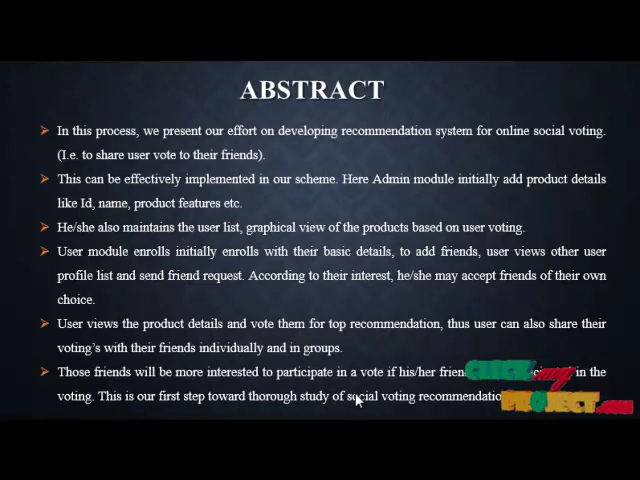 ABSTRACT
➢ In this process, we present our effort on developing recommendation system for online social voting.
(I.e. to share user vote to their friends).
➢ This can be effectively implemented in our scheme. Here Admin module initially add product details
like Id, name, product features etc.
➢ He/she also maintains the user list, graphical view of the products based on user voting.
➢ User module enrolls initially enrolls with their basic details, to add friends, user views other user
profile list and send friend request. According to their interest, he/she may accept friends of their own
choice.
➢ User views the product details and vote them for top recommendation, thus user can also share their
voting's with their friends individually and in groups.
➢ Those friends will be more interested to participate in a vote if his/her in the
voting. This is our first step toward thorough study of social voting
CLICK my
PROJECT.com